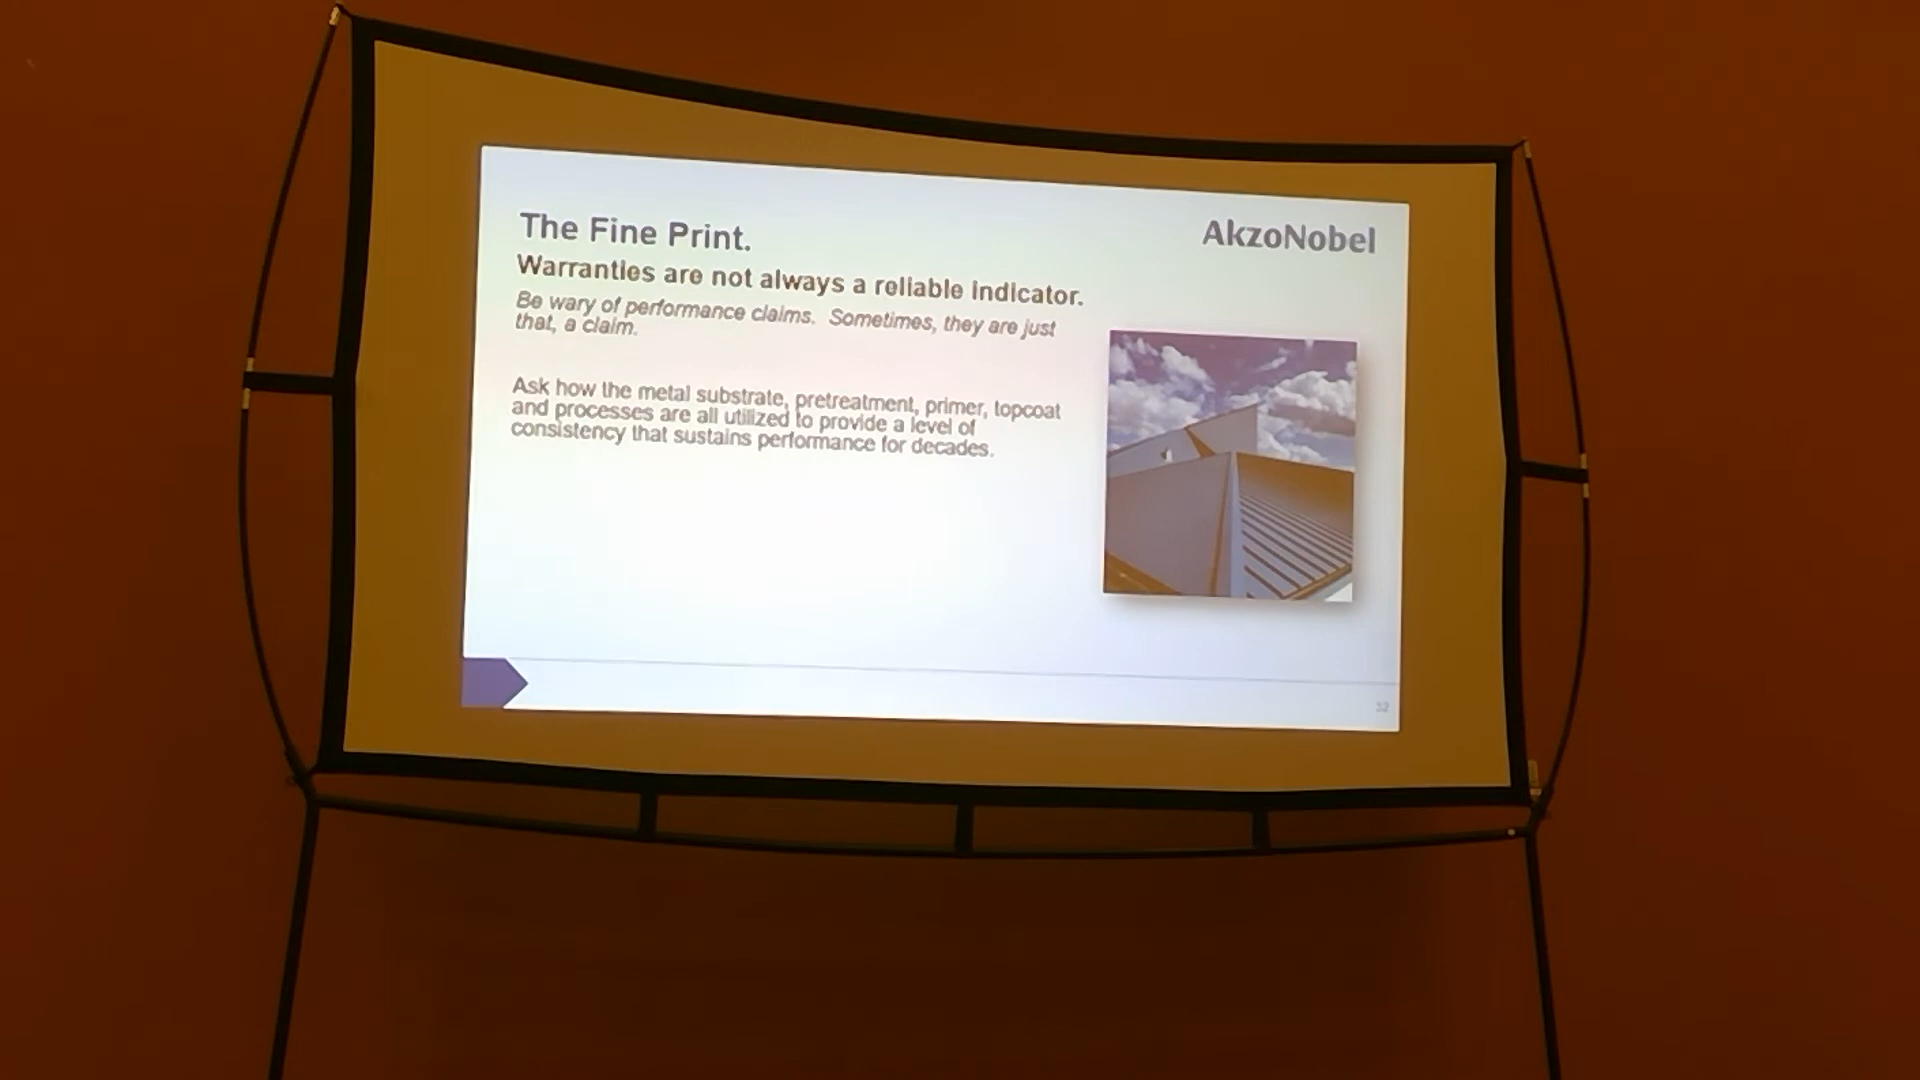 The Fine Print.
AkzoNobel
Warranties are not always a reliable indicator.
Be wary of performance claims.  Sometimes, they are just
that, a claim.
Ask how the metal substrate, pretreatment, primer, topcoat
and processes are all utilized to provide a level of
consistency that sustains performance for decades.
32